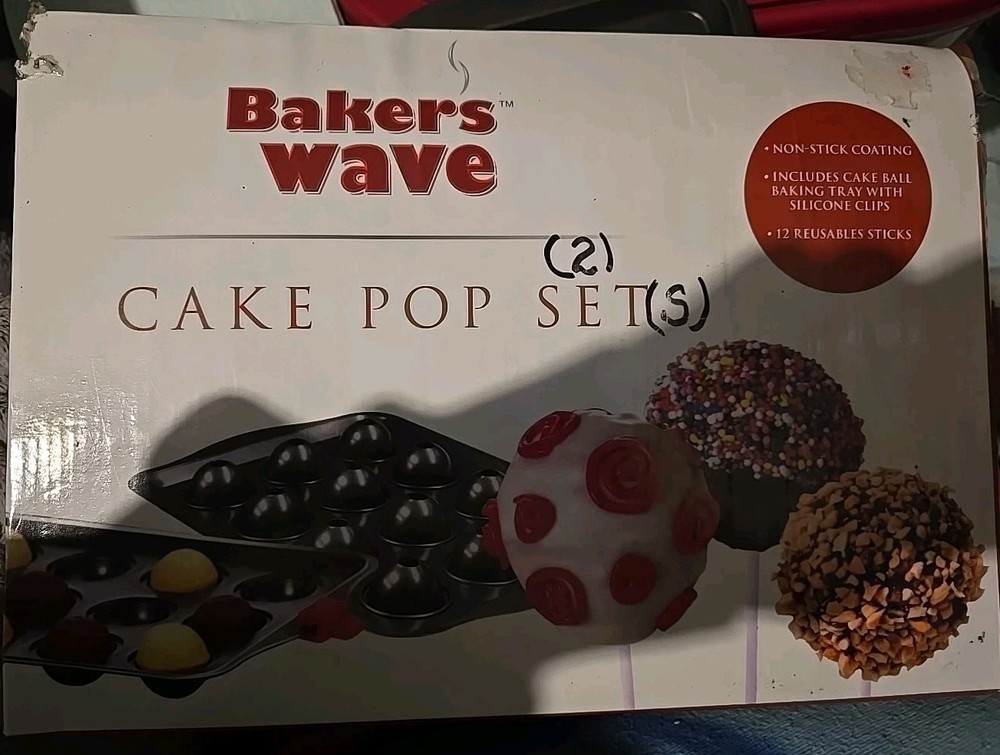 Bakers™
wave
• NON-STICK COATING
• INCLUDES CAKE BALL
BAKING TRAY WITH
SILICONE CLIPS
• 12 REUSABLES STICKS
(2)
CAKE POP SET(S)